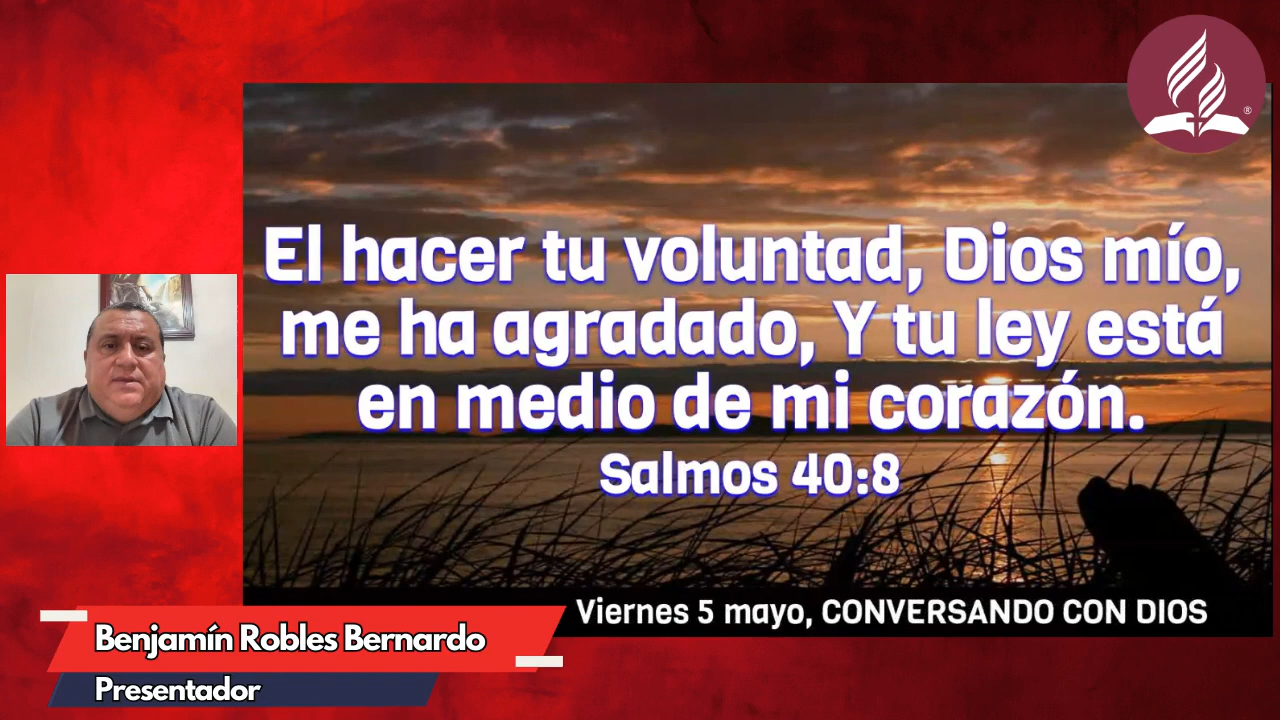 El hacer tu voluntad, Dios mío,
me ha agradado, Y tu ley está
en medio de mi corazón.
Salmos 40:8
Viernes 5 mayo, CONVERSANDO CON DIOS
Benjamín Robles Bernardo
Presentador
®